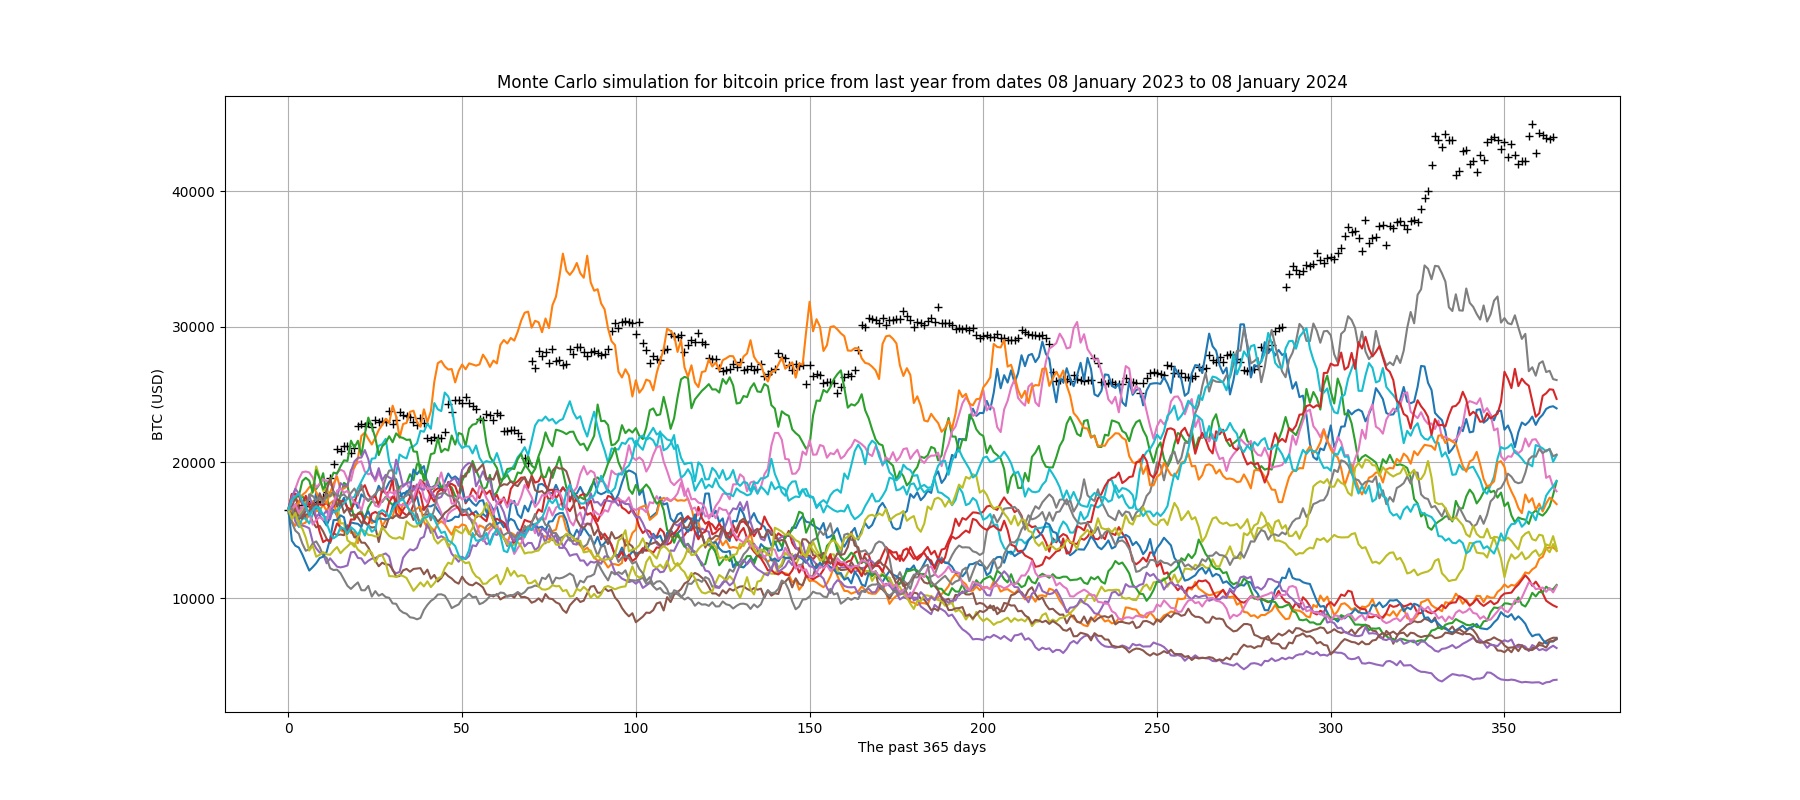 Monte Carlo simulation for bitcoin price from last year from dates 08 January 2023 to 08 January 2024
BTC (USD)
40000
30000
20000
10000
0 50 100 150 200 250 300 350
The past 365 days